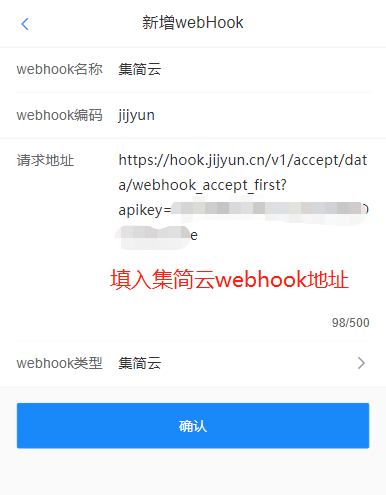 新增webHook
webhook名称 集简云
webhook编码 jijyun
请求地址 https://hook.jijyun.cn/v1/accept/dat
a/webhook_accept_first?
apikey=
e
填入集简云webhook地址
98/500
webhook类型 集简云
确认